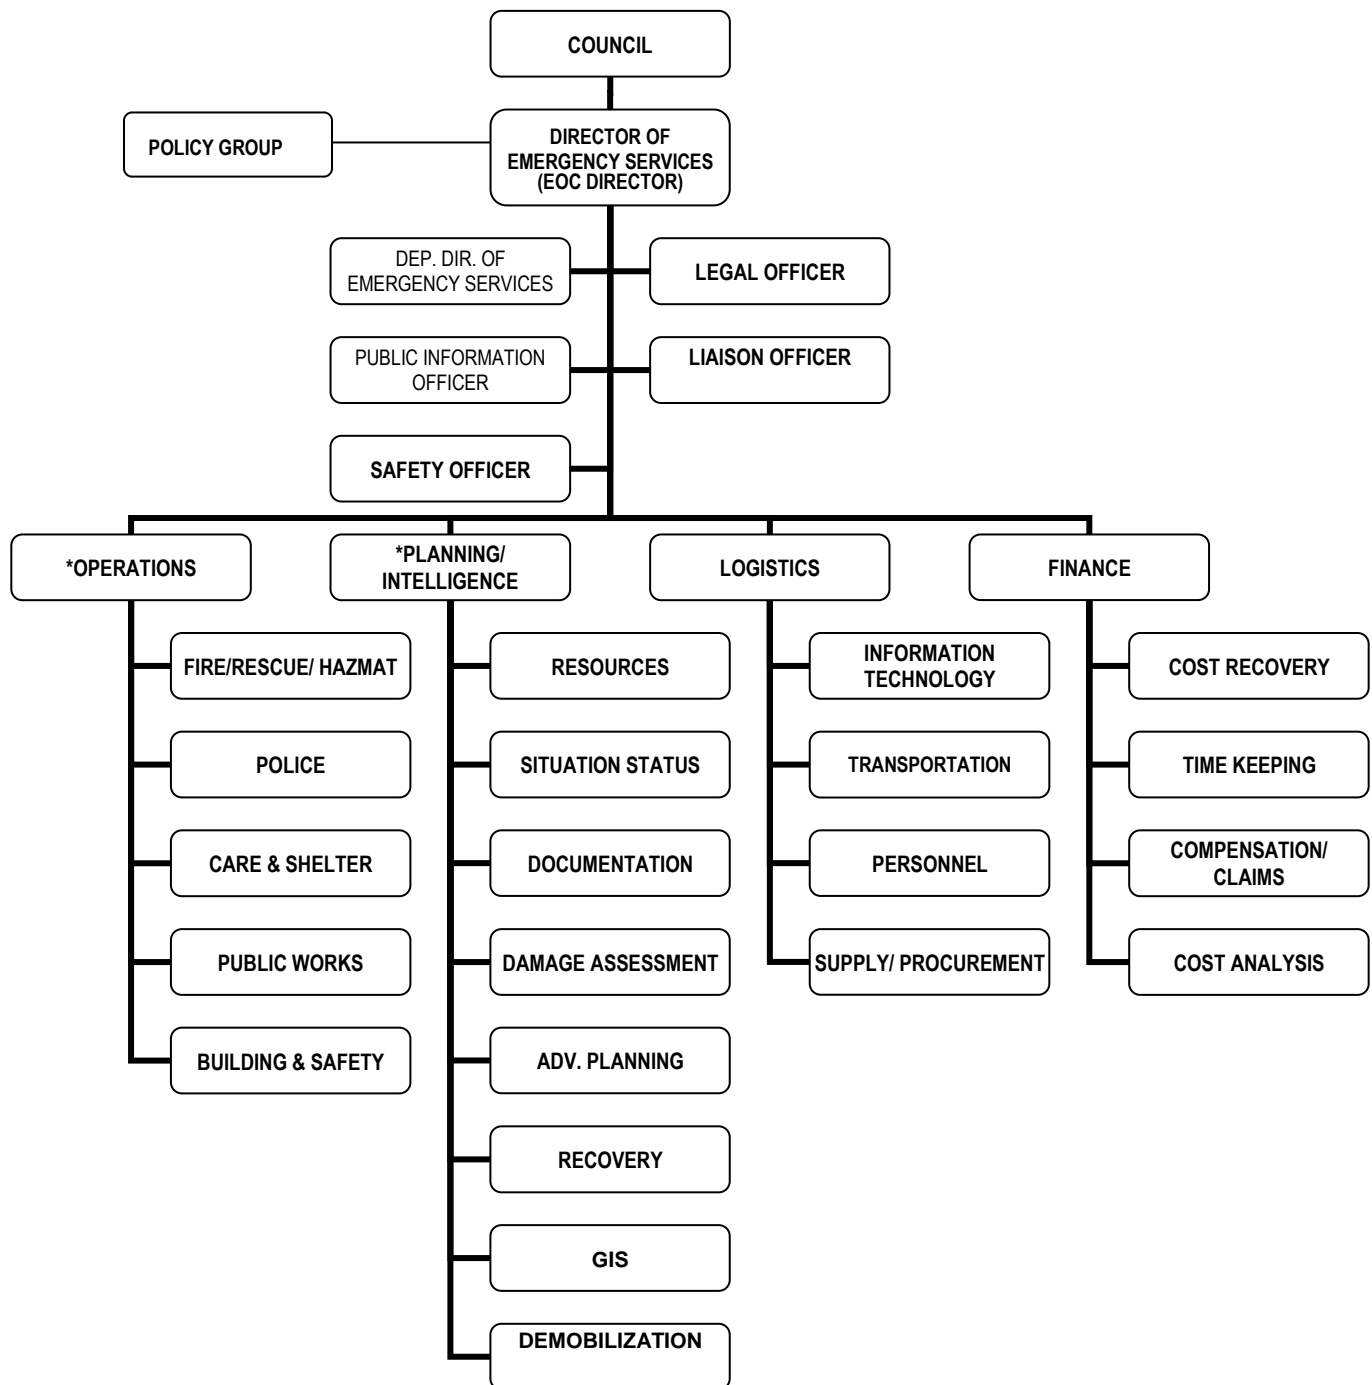 COUNCIL
POLICY GROUP
DIRECTOR OF
EMERGENCY SERVICES
(EOC DIRECTOR)
DEP. DIR. OF
EMERGENCY SERVICES
LEGAL OFFICER
PUBLIC INFORMATION
OFFICER
LIAISON OFFICER
SAFETY OFFICER
*OPERATIONS
*PLANNING/
INTELLIGENCE
LOGISTICS
FINANCE
FIRE/RESCUE/ HAZMAT
POLICE
CARE & SHELTER
PUBLIC WORKS
BUILDING & SAFETY
RESOURCES
SITUATION STATUS
DOCUMENTATION
DAMAGE ASSESSMENT
ADV. PLANNING
RECOVERY
GIS
DEMOBILIZATION
INFORMATION
TECHNOLOGY
TRANSPORTATION
PERSONNEL
SUPPLY/ PROCUREMENT
COST RECOVERY
TIME KEEPING
COMPENSATION/
CLAIMS
COST ANALYSIS